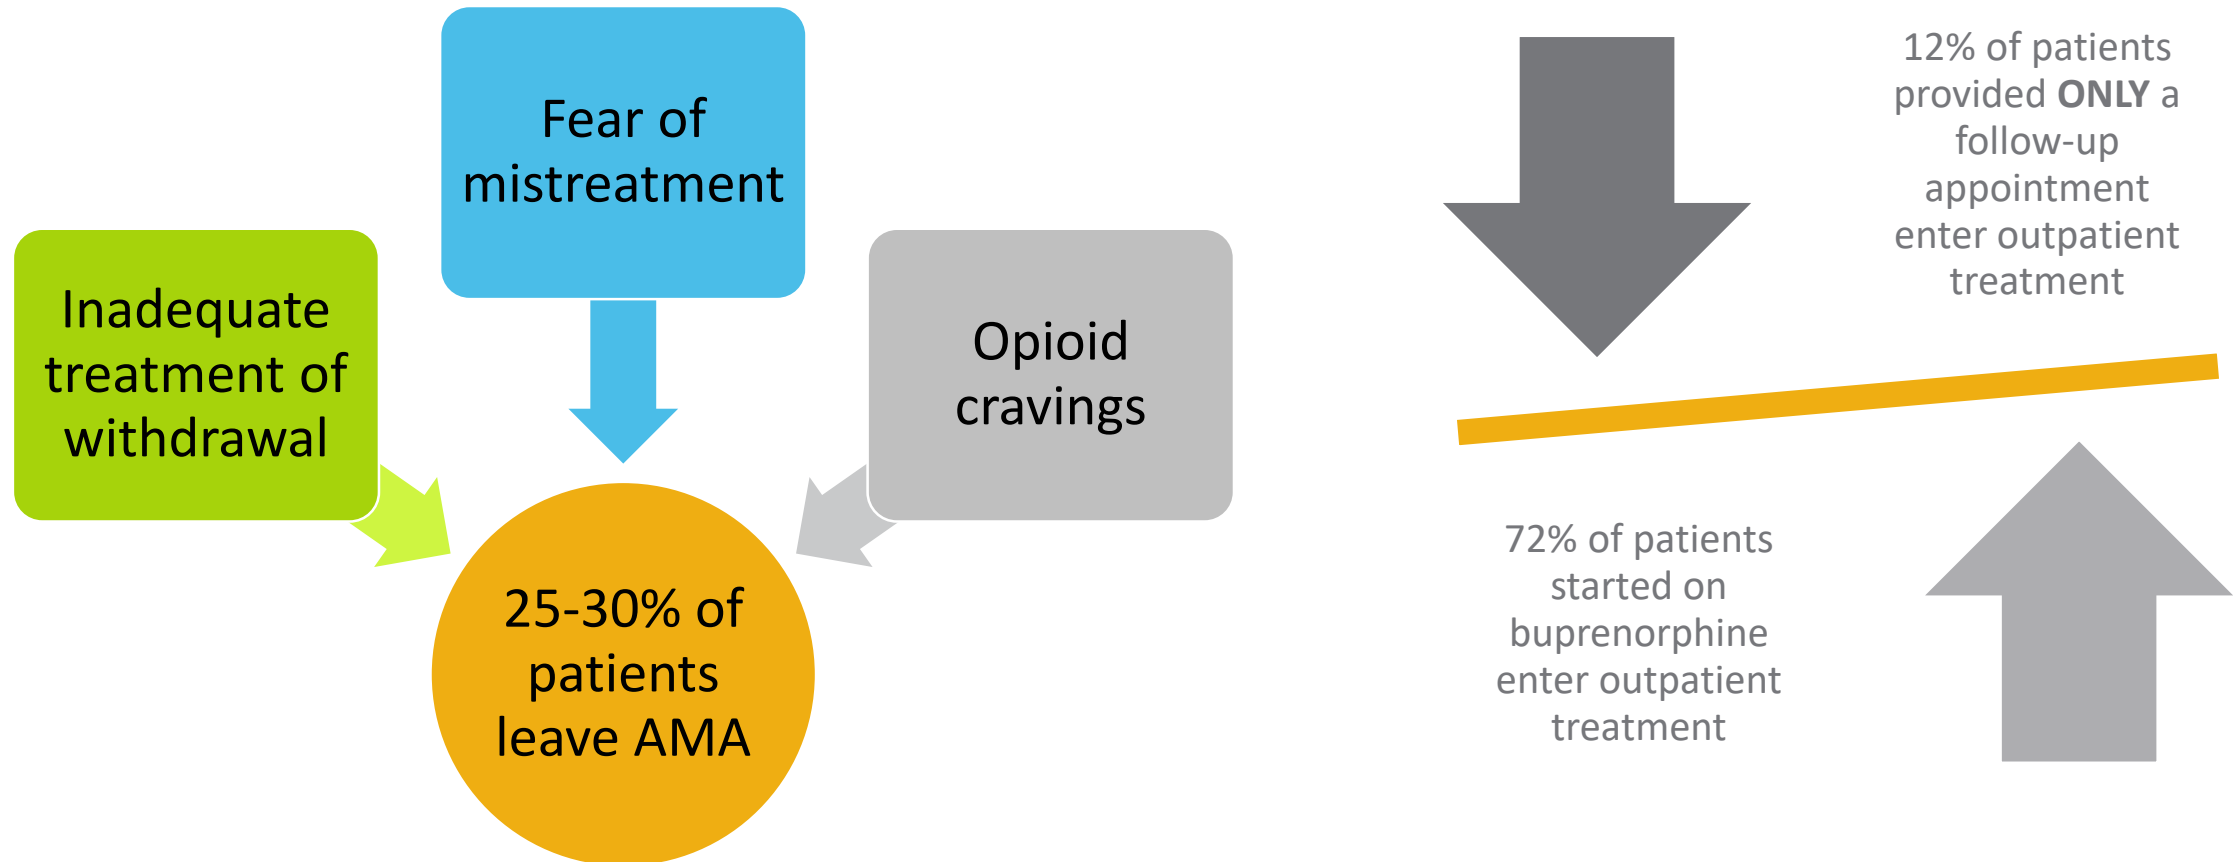 Inadequate
treatment of
withdrawal
Fear of
mistreatment
Opioid
cravings
25-30% of
patients
leave AMA
12% of patients
provided ONLY a
follow-up
appointment
enter outpatient
treatment
72% of patients
started on
buprenorphine
enter outpatient
treatment